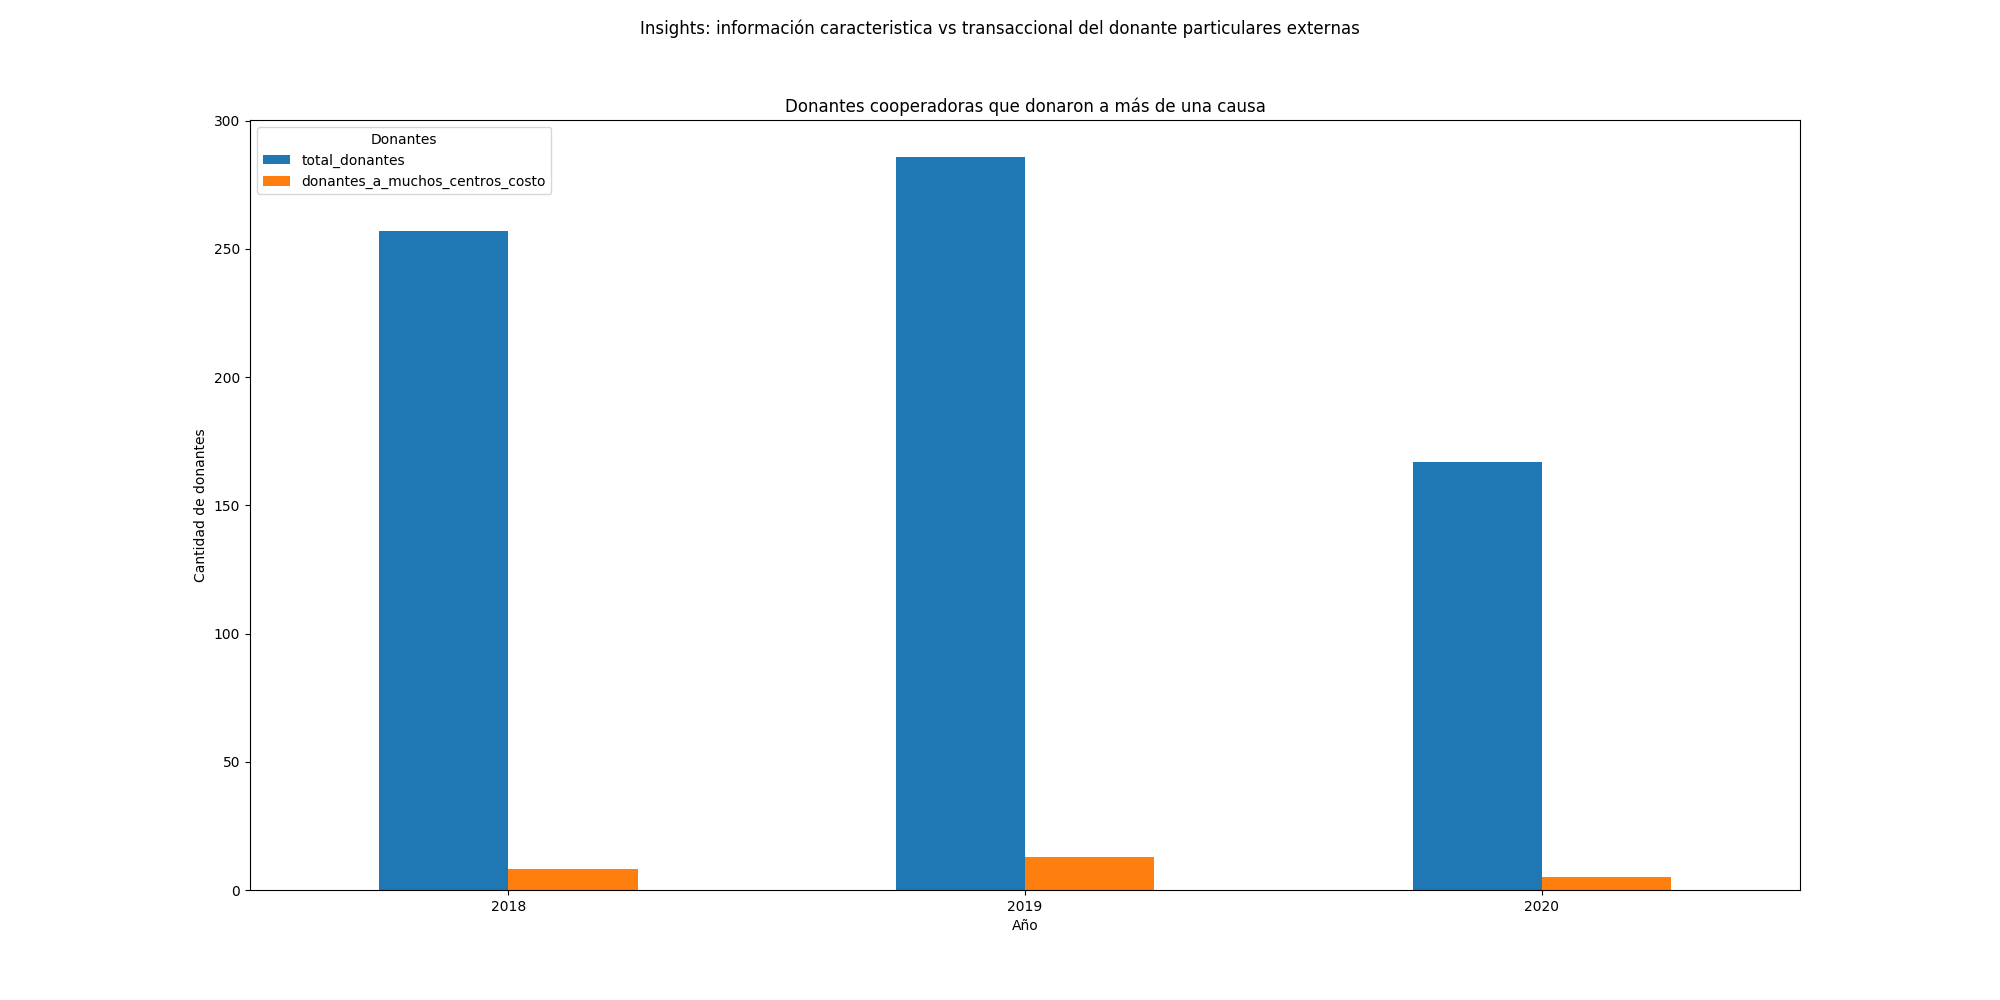 Insights: información caracteristica vs transaccional del donante particulares externas
Donantes cooperadoras que donaron a más de una causa
Donantes
total_donantes
donantes_a_muchos_centros_costo
300
250
200
150
100
50
0
Cantidad de donantes
2018
2019
2020
Año